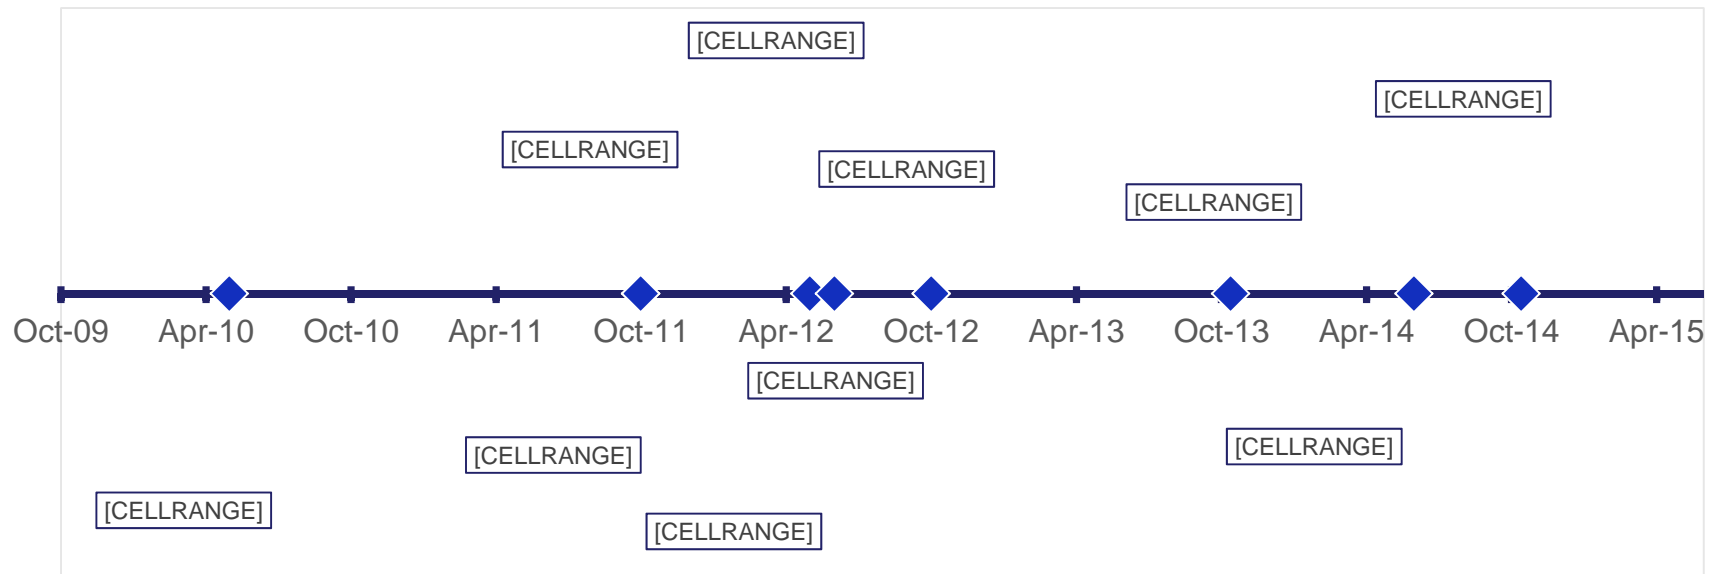 [CELLRANGE]
[CELLRANGE]
[CELLRANGE]
[CELLRANGE]
[CELLRANGE]
Oct-09 Apr-10 Oct-10 Apr-11 Oct-11 Apr-12 Oct-12 Apr-13 Oct-13 Apr-14 Oct-14 Apr-15
[CELLRANGE]
[CELLRANGE]
[CELLRANGE]
[CELLRANGE]
[CELLRANGE]